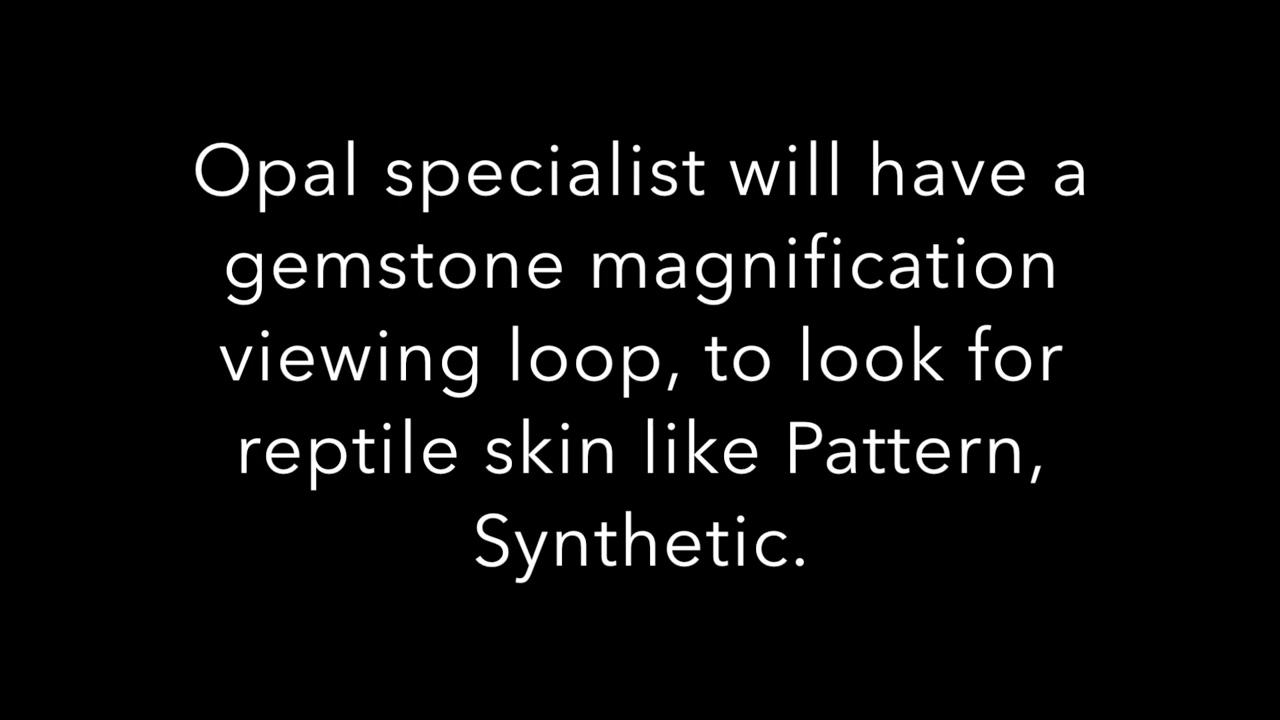 Opal specialist will have a
gemstone magnification
viewing loop, to look for
reptile skin like Pattern,
Synthetic.